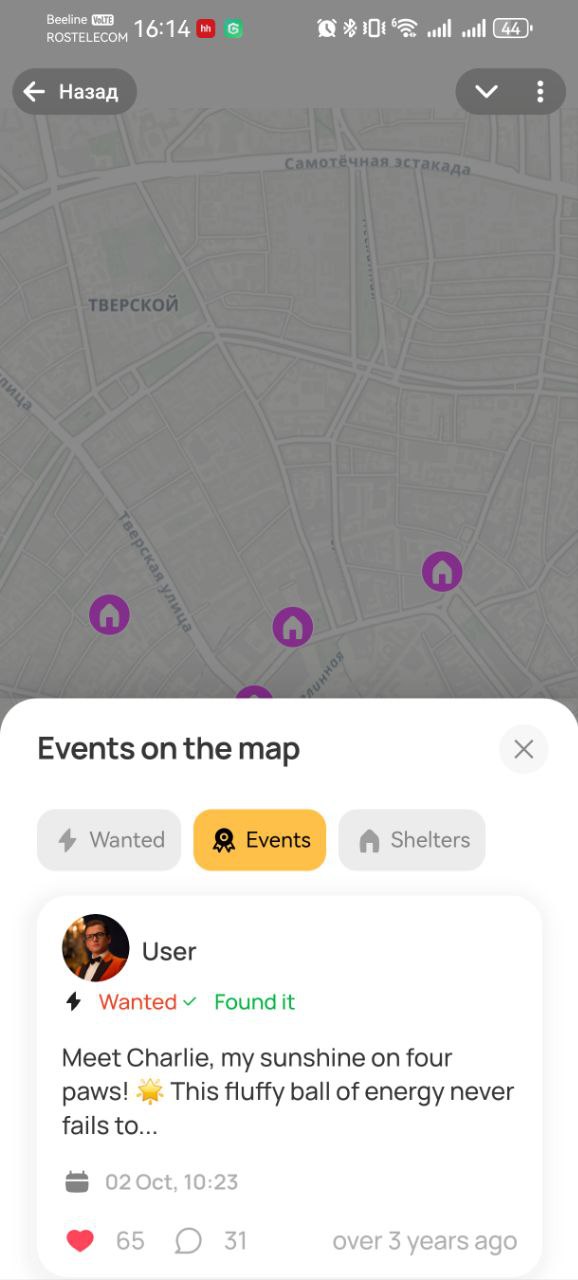 Beeline VoLTE
ROSTELECOM
16:14
hh
G
6
44
Назад
Самотёчная эстакада
ТВЕРСКОЙ
улица
Тверская улица
Events on the map
Wanted
Events
Shelters
User
Wanted
Found it
Meet Charlie, my sunshine on four
paws! 🌟 This fluffy ball of energy never
fails to...
02 Oct, 10:23
65
31
over 3 years ago